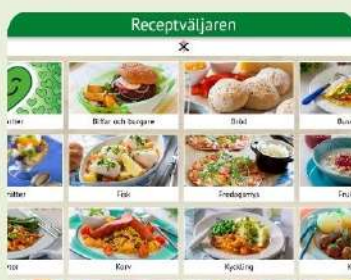 Receptväljaren
Biffar och burgare
Bröd
Fisk
Fredagsmys
Korv
Kyckling